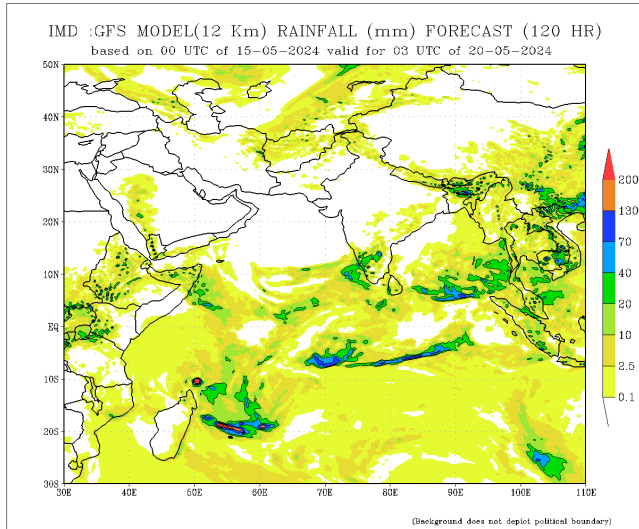 IMD :GFS MODEL(12 Km) RAINFALL (mm) FORECAST (120 HR)
based on 00 UTC of 15-05-2024 valid for 03 UTC of 20-05-2024
50N
40N
30N
20N
10N
EQ
10S
20S
30S
30E 40E 50E 60E 70E 80E 90E 100E 110E
200
130
70
40
20
10
2.5
0.1
(Background does not depict political boundary)